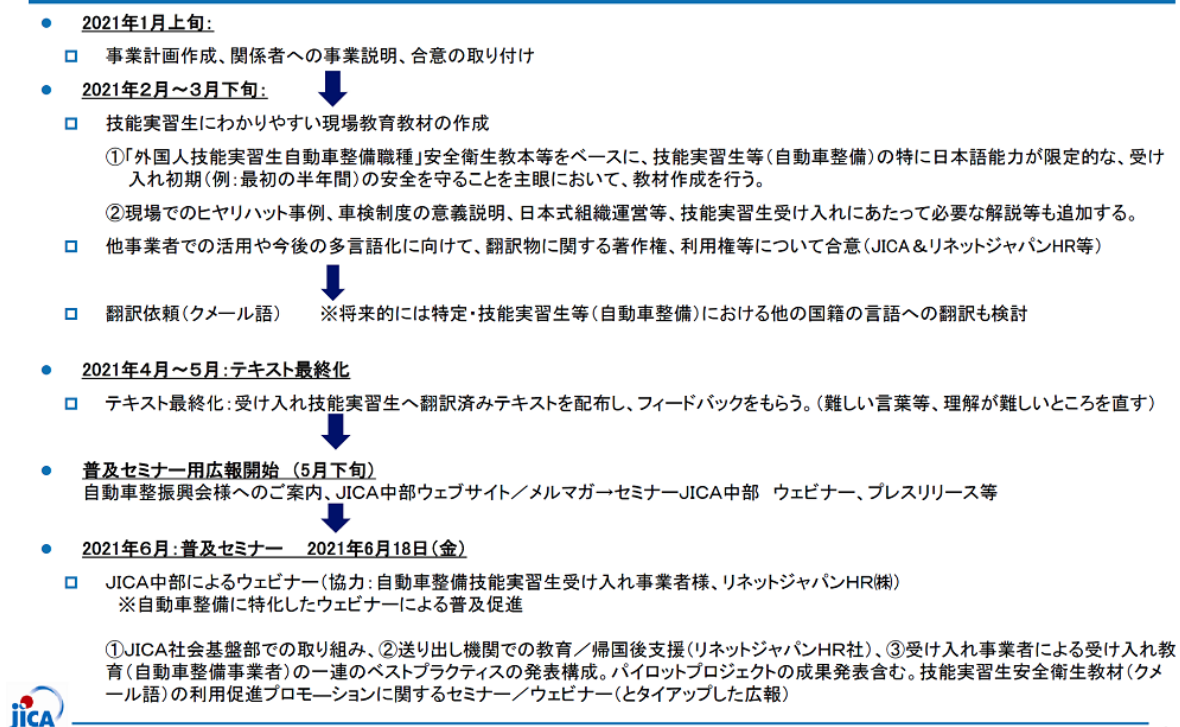 ● 2021年1月上旬：
□ 事業計画作成、関係者への事業説明、合意の取り付け
● 2021年2月～3月下旬：
□ 技能実習生にわかりやすい現場教育教材の作成
①「外国人技能実習生自動車整備職種」安全衛生教本等をベースに、技能実習生等（自動車整備）の特に日本語能力が限定的な、受け
入れ初期（例：最初の半年間）の安全を守ることを主眼において、教材作成を行う。
②現場でのヒヤリハット事例、車検制度の意義説明、日本式組織運営等、技能実習生受け入れにあたって必要な解説等も追加する。
□ 他事業者での活用や今後の多言語化に向けて、翻訳物に関する著作権、利用権等について合意（JICA＆リネットジャパンHR等）
□ 翻訳依頼（クメール語） ※将来的には特定・技能実習生等（自動車整備）における他の国籍の言語への翻訳も検討
● 2021年4月～5月：テキスト最終化
□ テキスト最終化：受け入れ技能実習生へ翻訳済みテキストを配布し、フィードバックをもらう。（難しい言葉等、理解が難しいところを直す）
● 普及セミナー用広報開始 （5月下旬）
自動車整振興会様へのご案内、JICA中部ウェブサイト／メルマガ→セミナーJICA中部 ウェビナー、プレスリリース等
● 2021年6月：普及セミナー 2021年6月18日（金）
□ JICA中部によるウェビナー（協力：自動車整備技能実習生受け入れ事業者様、リネットジャパンHR㈱）
※自動車整備に特化したウェビナーによる普及促進
①JICA社会基盤部での取り組み、②送り出し機関での教育／帰国後支援（リネットジャパンHR社）、③受け入れ事業者による受け入れ教
育（自動車整備事業者）の一連のベストプラクティスの発表構成。パイロットプロジェクトの成果発表含む。技能実習生安全衛生教材（クメ
ール語）の利用促進プロモーションに関するセミナー／ウェビナー（とタイアップした広報）
JICA